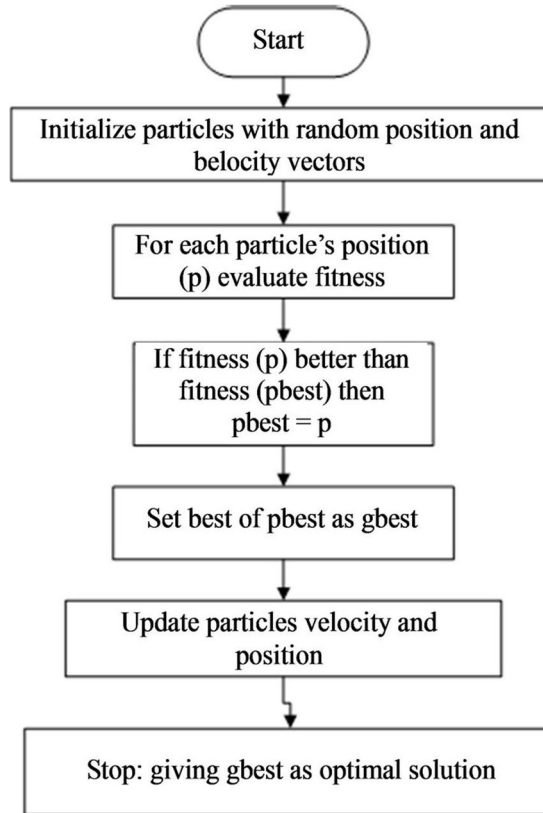 Start
Initialize particles with random position and
belocity vectors
For each particle's position
(p) evaluate fitness
If fitness (p) better than
fitness (pbest) then
pbest = p
Set best of pbest as gbest
Update particles velocity and
position
Stop: giving gbest as optimal solution